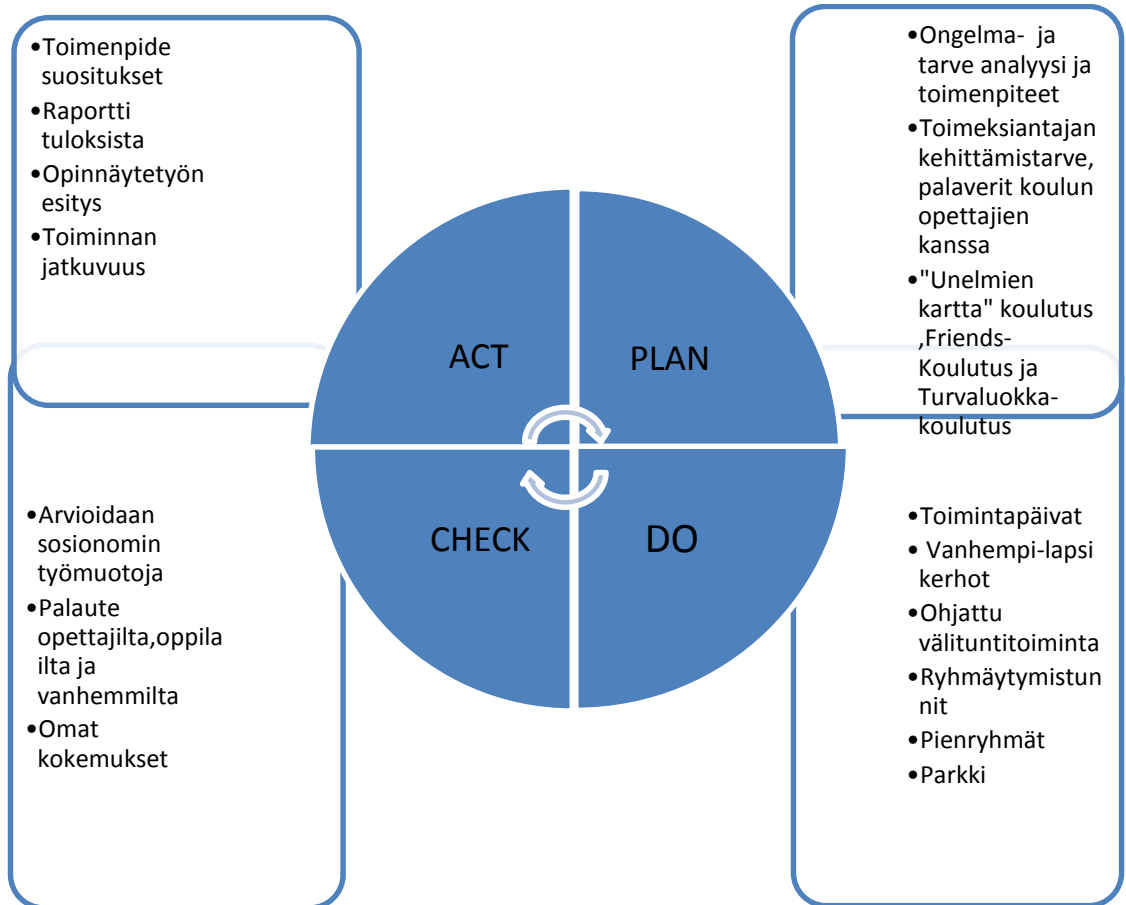 •Toimenpide
suositukset
•Raportti
tuloksista
•Opinnäytetyön
esitys
•Toiminnan
jatkuvuus
•Ongelma- ja
tarve analyysi ja
toimenpiteet
•Toimeksiantajan
kehittämistarve,
palaverit koulun
opettajien
kanssa
•"Unelmien
kartta" koulutus
,Friends-
Koulutus ja
Turvaluokka-
koulutus
ACT
PLAN
CHECK
DO
•Arvioidaan
sosionomin
työmuotoja
•Palaute
opettajilta,oppila
ilta ja
vanhemmilta
•Omat
kokemukset
•Toimintapäivat
• Vanhempi-lapsi
kerhot
•Ohjattu
välituntitoiminta
•Ryhmäytymistun
nit
•Pienryhmät
•Parkki